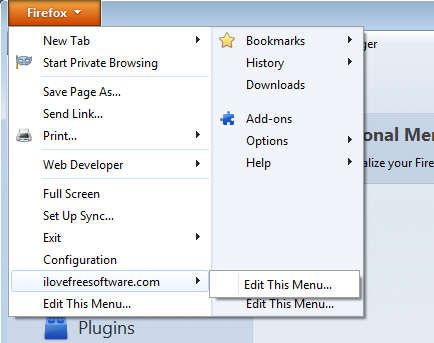 Firefox
New Tab
Start Private Browsing
Save Page As...
Send Link...
Print...
Web Developer
Full Screen
Set Up Sync...
Exit
Configuration
ilovefreesoftware.com
Edit This Menu...
Bookmarks
History
Downloads
Add-ons
Options
Help
Edit This Menu...
Edit This Menu...
ger
onal Me
alize your Fire
Plugins